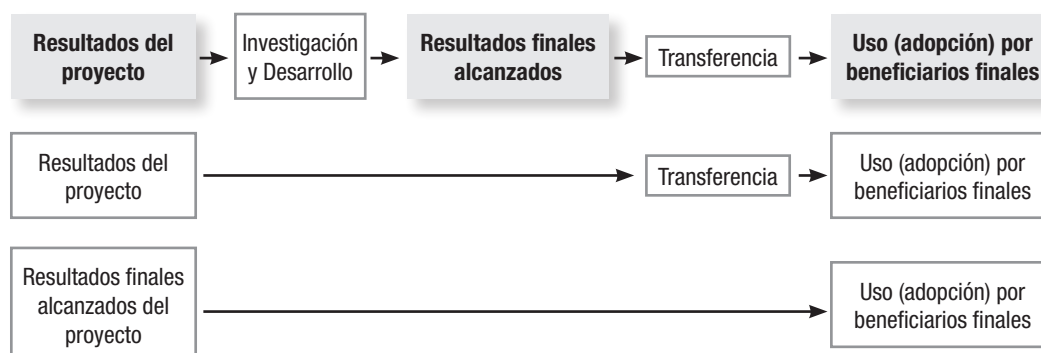 Resultados del
proyecto
Investigación
y Desarrollo
Resultados finales
alcanzados
Transferencia
Uso (adopción) por
beneficiarios finales
Resultados del
proyecto
Transferencia
Uso (adopción) por
beneficiarios finales
Resultados finales
alcanzados del
proyecto
Uso (adopción) por
beneficiarios finales